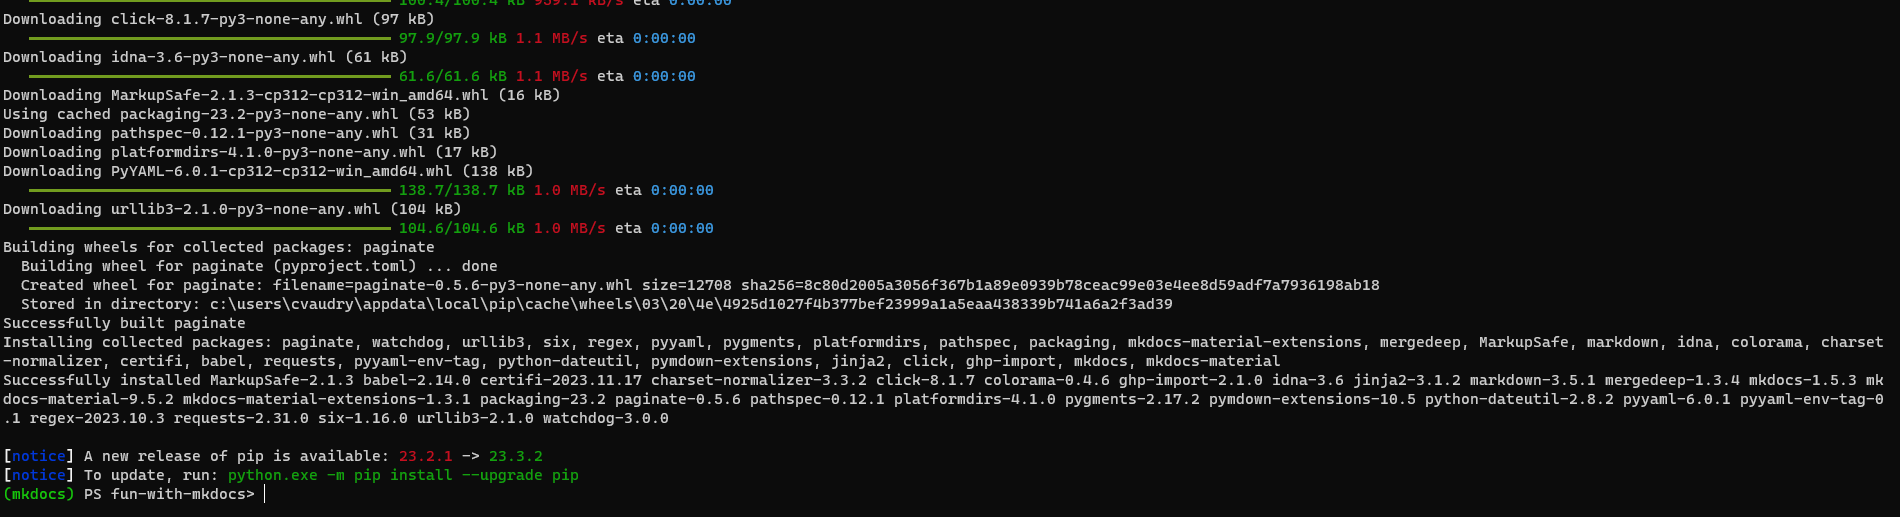 100.4/100.4 kB 959.1 kB/s eta 0:00:00
Downloading click-8.1.7-py3-none-any.whl (97 kB)
97.9/97.9 kB 1.1 MB/s eta 0:00:00
Downloading idna-3.6-py3-none-any.whl (61 kB)
61.6/61.6 kB 1.1 MB/s eta 0:00:00
Downloading MarkupSafe-2.1.3-cp312-cp312-win_amd64.whl (16 kB)
Using cached packaging-23.2-py3-none-any.whl (53 kB)
Downloading pathspec-0.12.1-py3-none-any.whl (31 kB)
Downloading platformdirs-4.1.0-py3-none-any.whl (17 kB)
Downloading PyYAML-6.0.1-cp312-cp312-win_amd64.whl (138 kB)
138.7/138.7 kB 1.0 MB/s eta 0:00:00
Downloading urllib3-2.1.0-py3-none-any.whl (104 kB)
104.6/104.6 kB 1.0 MB/s eta 0:00:00
Building wheels for collected packages: paginate
Building wheel for paginate (pyproject.toml) ... done
Created wheel for paginate: filename=paginate-0.5.6-py3-none-any.whl size=12708 sha256=8c80d2005a3056f367b1a89e0939b78ceac99e03e4ee8d59adf7a7936198ab18
Stored in directory: c:\users\cvaudry\appdata\local\pip\cache\wheels\03\20\4e\4925d1027f4b377bef23999a1a5eaa438339b741a6a2f3ad39
Successfully built paginate
Installing collected packages: paginate, watchdog, urllib3, six, regex, pyyaml, pygments, platformdirs, pathspec, packaging, mkdocs-material-extensions, mergedeep, MarkupSafe, markdown, idna, colorama, charset
-normalizer, certifi, babel, requests, pyyaml-env-tag, python-dateutil, pymdown-extensions, jinja2, click, ghp-import, mkdocs, mkdocs-material
Successfully installed MarkupSafe-2.1.3 babel-2.14.0 certifi-2023.11.17 charset-normalizer-3.3.2 click-8.1.7 colorama-0.4.6 ghp-import-2.1.0 idna-3.6 jinja2-3.1.2 markdown-3.5.1 mergedeep-1.3.4 mkdocs-1.5.3 mk
docs-material-9.5.2 mkdocs-material-extensions-1.3.1 packaging-23.2 paginate-0.5.6 pathspec-0.12.1 platformdirs-4.1.0 pygments-2.17.2 pymdown-extensions-10.5 python-dateutil-2.8.2 pyyaml-6.0.1 pyyaml-env-tag-0
.1 regex-2023.10.3 requests-2.31.0 six-1.16.0 urllib3-2.1.0 watchdog-3.0.0
[notice] A new release of pip is available: 23.2.1 -> 23.3.2
[notice] To update, run: python.exe -m pip install --upgrade pip
(mkdocs) PS fun-with-mkdocs>